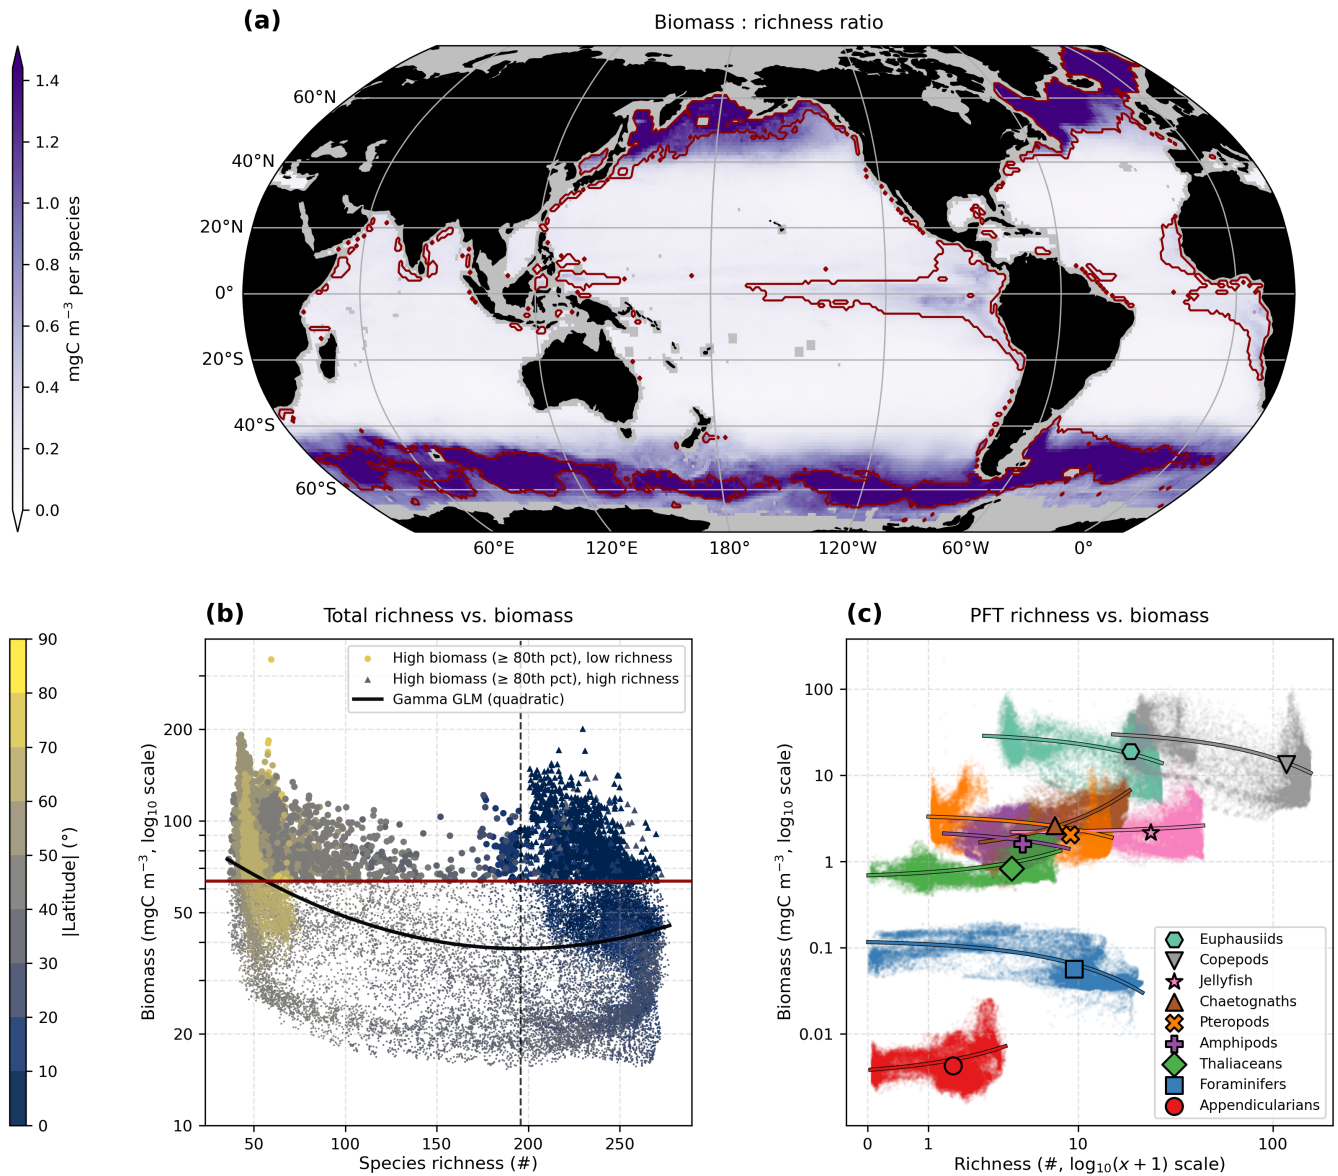 (a)
Biomass : richness ratio
1.4
1.2
1.0
0.8
0.6
0.4
0.2
0.0
mgC m⁻³ per species
60°N
40°N
20°N
0°
20°S
40°S
60°S
60°E 120°E 180° 120°W 60°W 0°
(b)
Total richness vs. biomass
90
80
70
60
50
40
30
20
10
0
|Latitude| (°)
High biomass (≥ 80th pct), low richness
High biomass (≥ 80th pct), high richness
Gamma GLM (quadratic)
200
100
50
20
10
Biomass (mgC m⁻³, log₁₀ scale)
50 100 150 200 250
Species richness (#)
(c)
PFT richness vs. biomass
100
10
1
0.1
0.01
Biomass (mgC m⁻³, log₁₀ scale)
Euphausiids
Copepods
Jellyfish
Chaetognaths
Pteropods
Amphipods
Thaliaceans
Foraminifers
Appendicularians
0 1 10 100
Richness (#, log₁₀(x + 1) scale)